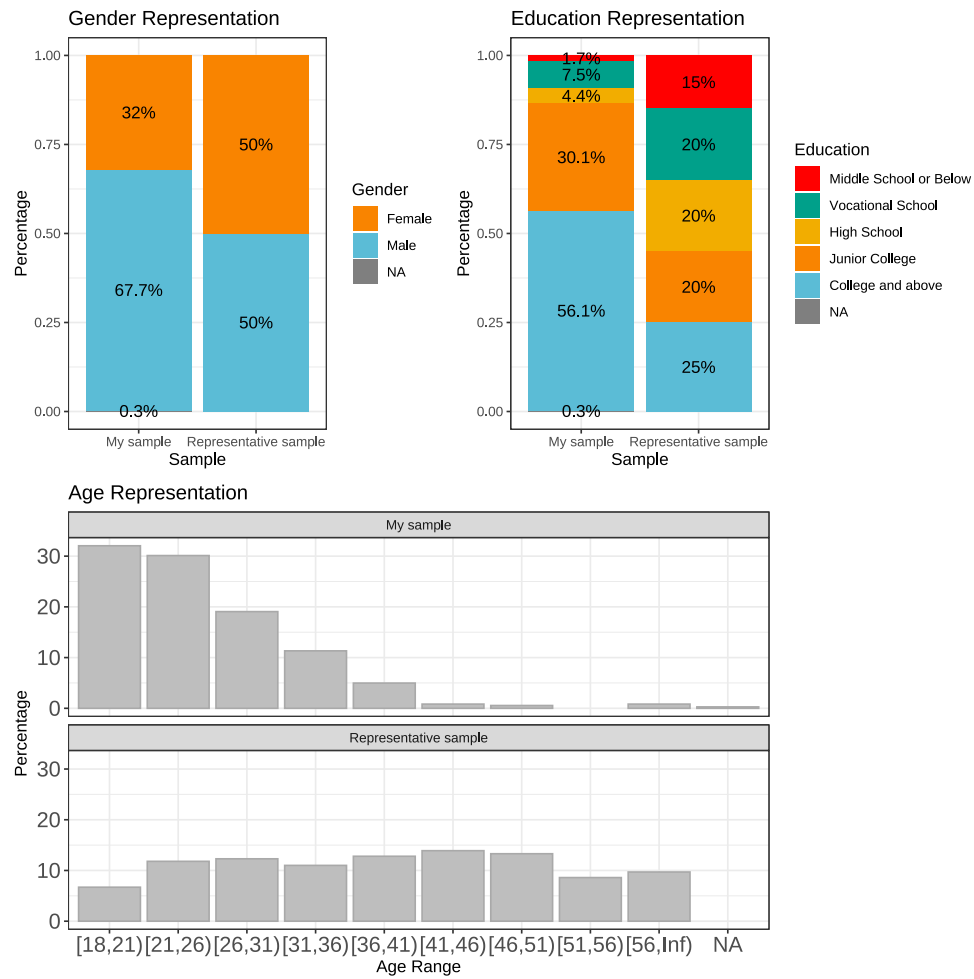 Gender Representation
1.00
0.75
0.50
0.25
0.00
Percentage
32%
67.7%
0.3%
50%
50%
My sample
Representative sample
Sample
Gender
Female
Male
NA
Education Representation
1.00
0.75
0.50
0.25
0.00
Percentage
1.7%
7.5%
4.4%
30.1%
56.1%
0.3%
15%
20%
20%
20%
25%
My sample
Representative sample
Sample
Education
Middle School or Below
Vocational School
High School
Junior College
College and above
NA
Age Representation
My sample
30
20
10
0
Percentage
Representative sample
30
20
10
0
[18,21) [21,26) [26,31) [31,36) [36,41) [41,46) [46,51) [51,56) [56,Inf) NA
Age Range